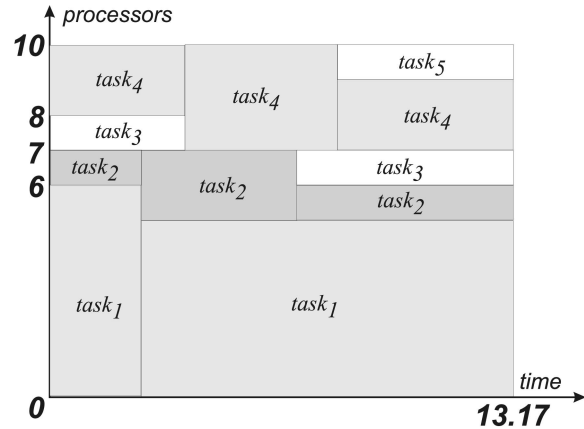 processors
10
task5
task4
task4
task4
8
task3
7
task3
task2
task2
6
task2
task1
task1
time
0
13.17